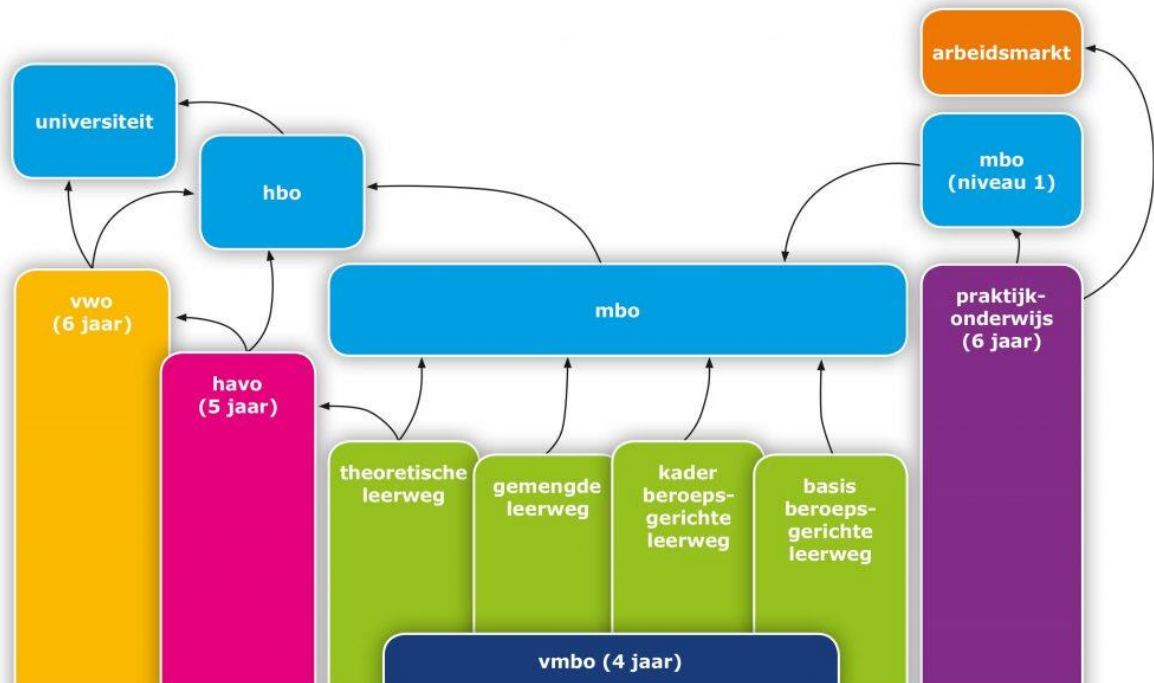 arbeidsmarkt
universiteit
hbo
mbo
(niveau 1)
vwo
(6 jaar)
mbo
praktijk-
onderwijs
(6 jaar)
havo
(5 jaar)
theoretische
leerweg
gemengde
leerweg
kader
beroeps-
gerichte
leerweg
basis
beroeps-
gerichte
leerweg
vmbo (4 jaar)